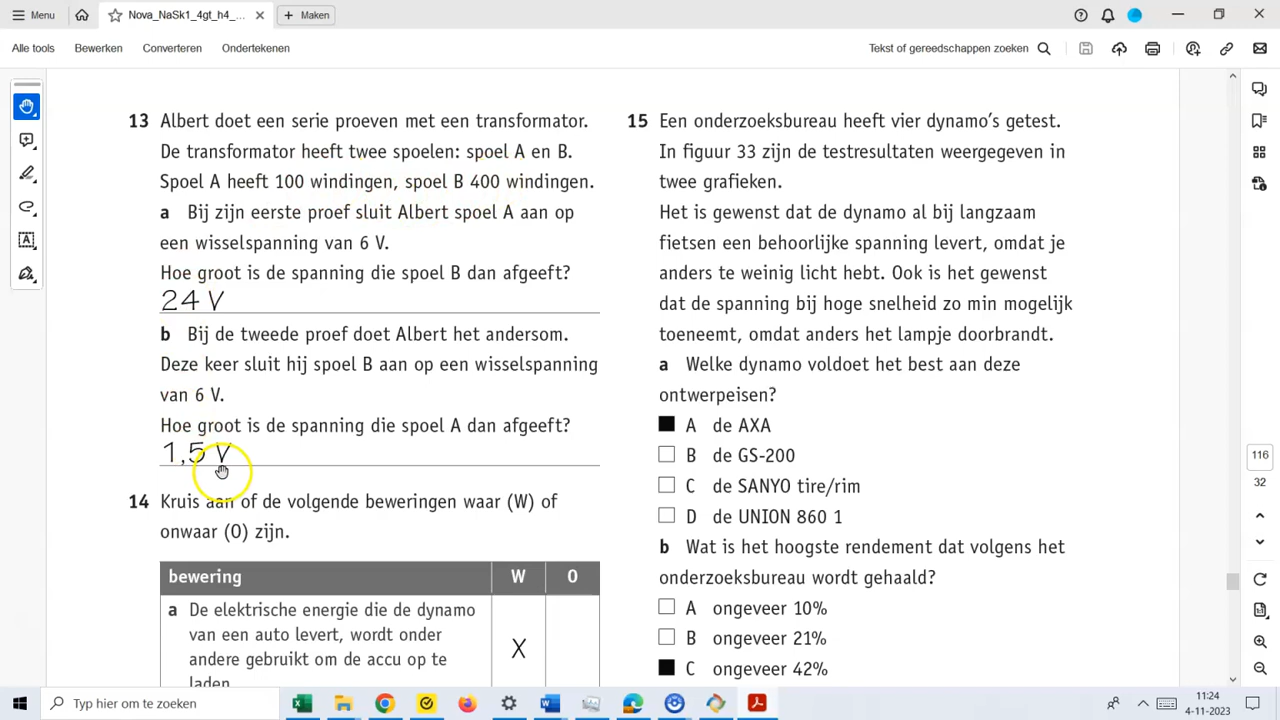 Menu
Nova_NaSk1_4gt_h4_...
Maken
Alle tools
Bewerken
Converteren
Ondertekenen
Tekst of gereedschappen zoeken
13 Albert doet een serie proeven met een transformator.
De transformator heeft twee spoelen: spoel A en B.
Spoel A heeft 100 windingen, spoel B 400 windingen.
a Bij zijn eerste proef sluit Albert spoel A aan op
een wisselspanning van 6 V.
Hoe groot is de spanning die spoel B dan afgeeft?
24 V
b Bij de tweede proef doet Albert het andersom.
Deze keer sluit hij spoel B aan op een wisselspanning
van 6 V.
Hoe groot is de spanning die spoel A dan afgeeft?
1,5 V
14 Kruis aan of de volgende beweringen waar (W) of
onwaar (O) zijn.
bewering W O
a De elektrische energie die de dynamo
van een auto levert, wordt onder
andere gebruikt om de accu op te
laden.
X
15 Een onderzoeksbureau heeft vier dynamo's getest.
In figuur 33 zijn de testresultaten weergegeven in
twee grafieken.
Het is gewenst dat de dynamo al bij langzaam
fietsen een behoorlijke spanning levert, omdat je
anders te weinig licht hebt. Ook is het gewenst
dat de spanning bij hoge snelheid zo min mogelijk
toeneemt, omdat anders het lampje doorbrandt.
a Welke dynamo voldoet het best aan deze
ontwerpeisen?
A de AXA
B de GS-200
C de SANYO tire/rim
D de UNION 860 1
b Wat is het hoogste rendement dat volgens het
onderzoeksbureau wordt gehaald?
A ongeveer 10%
B ongeveer 21%
C ongeveer 42%
116
32
Typ hier om te zoeken
11:24
4-11-2023